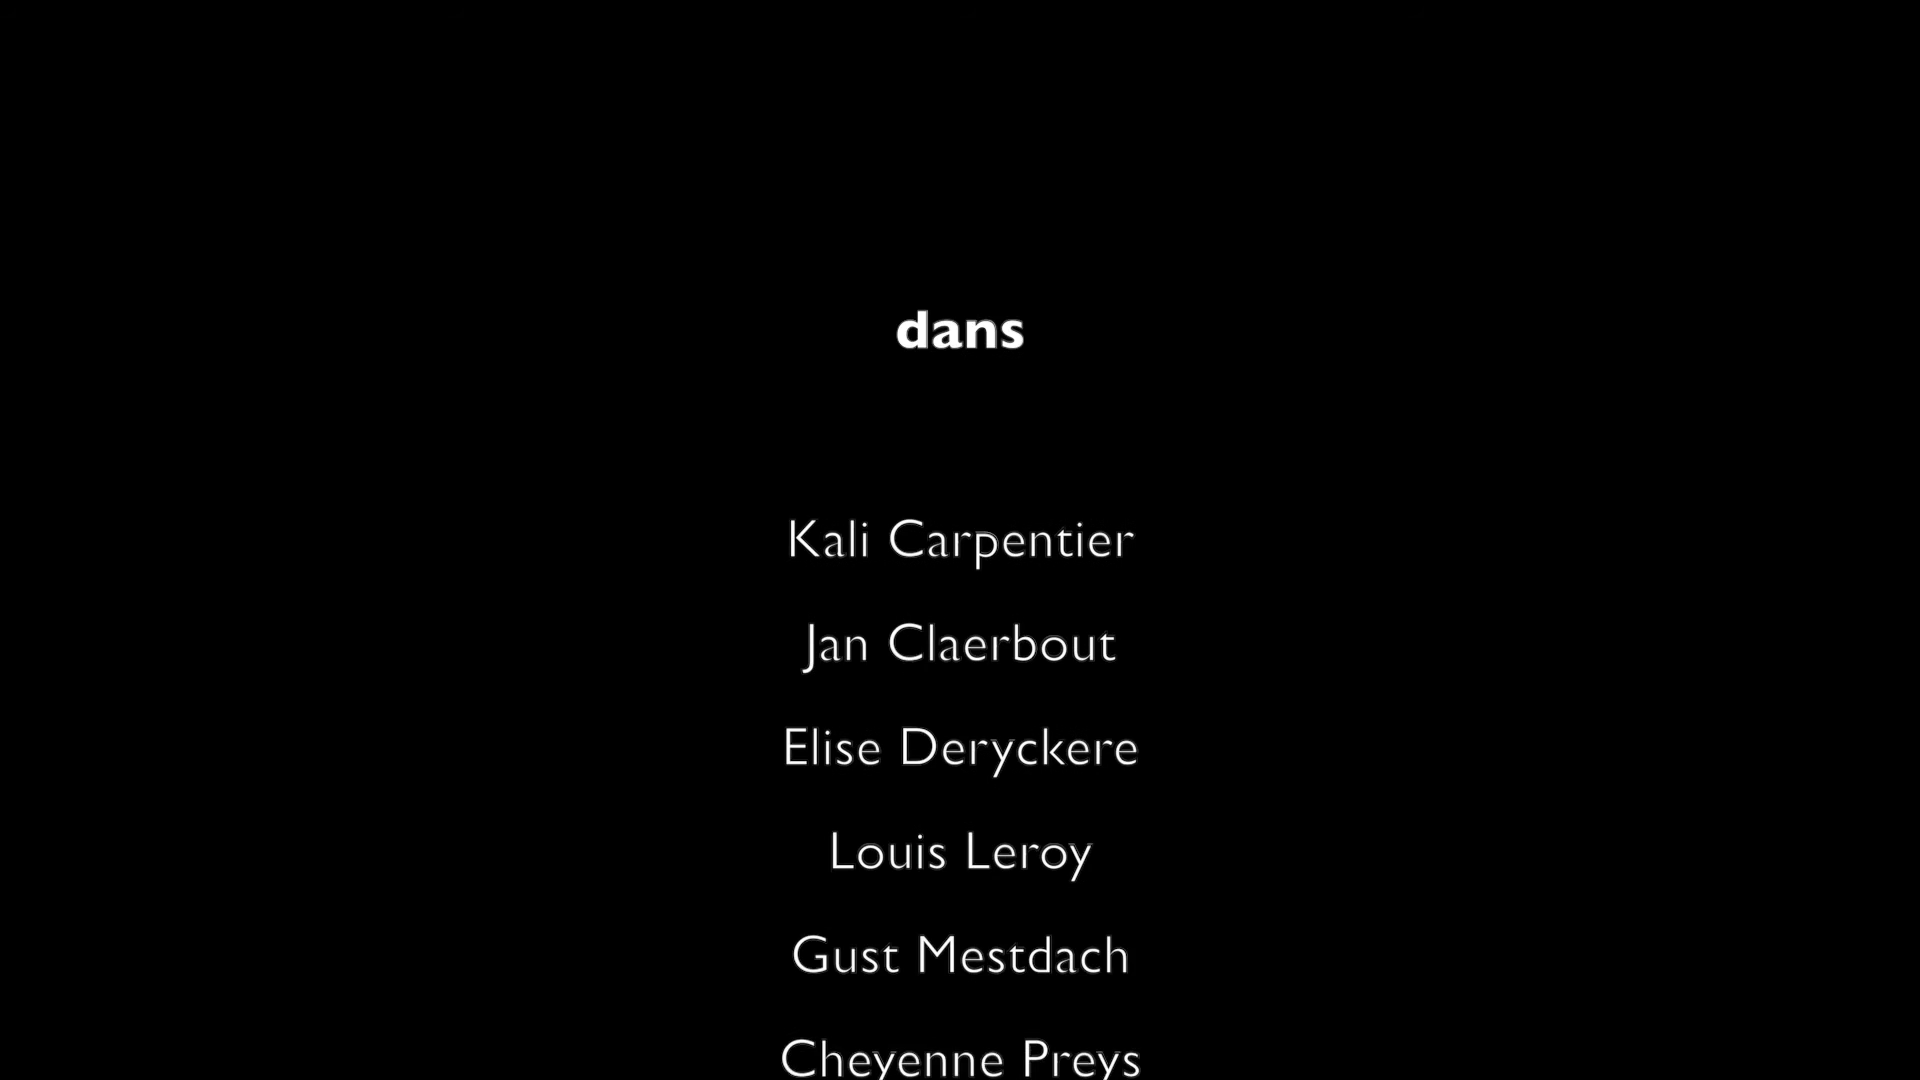 dans
Kali Carpentier
Jan Claerbout
Elise Deryckere
Louis Leroy
Gust Mestdach
Cheyenne Preys